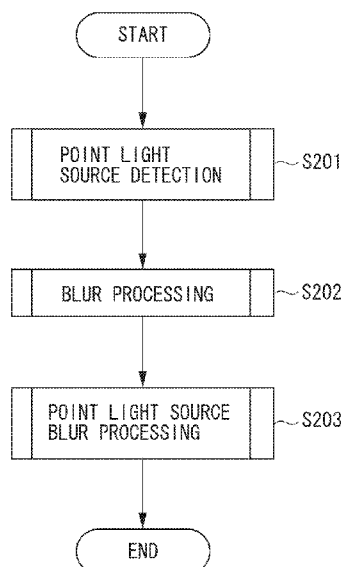 START
POINT LIGHT
SOURCE DETECTION
S201
BLUR PROCESSING
S202
POINT LIGHT SOURCE
BLUR PROCESSING
S203
END